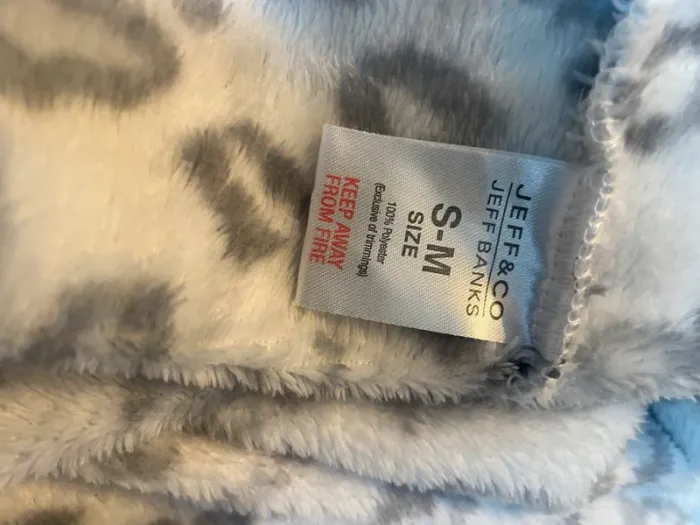 JEFF&CO
JEFF BANKS
S-M
SIZE
100% Polyester
(Exclusive of trimmings)
KEEP AWAY
FROM FIRE